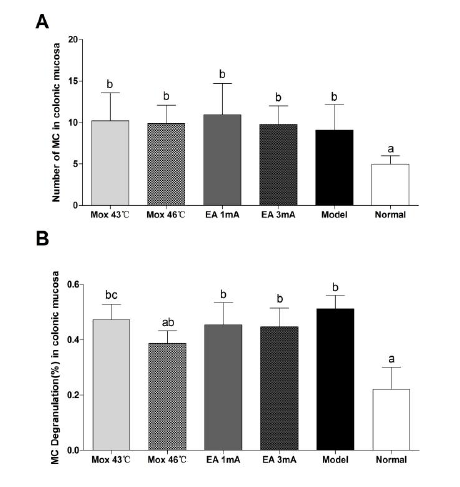 A
Number of MC in colonic mucosa
20
15
10
5
0
b
b
b
b
b
a
Mox 43℃ Mox 46℃ EA 1mA EA 3mA Model Normal
B
MC Degranulation(%) in colonic mucosa
0.6
0.4
0.2
0.0
bc
ab
b
b
b
a
Mox 43℃ Mox 46℃ EA 1mA EA 3mA Model Normal